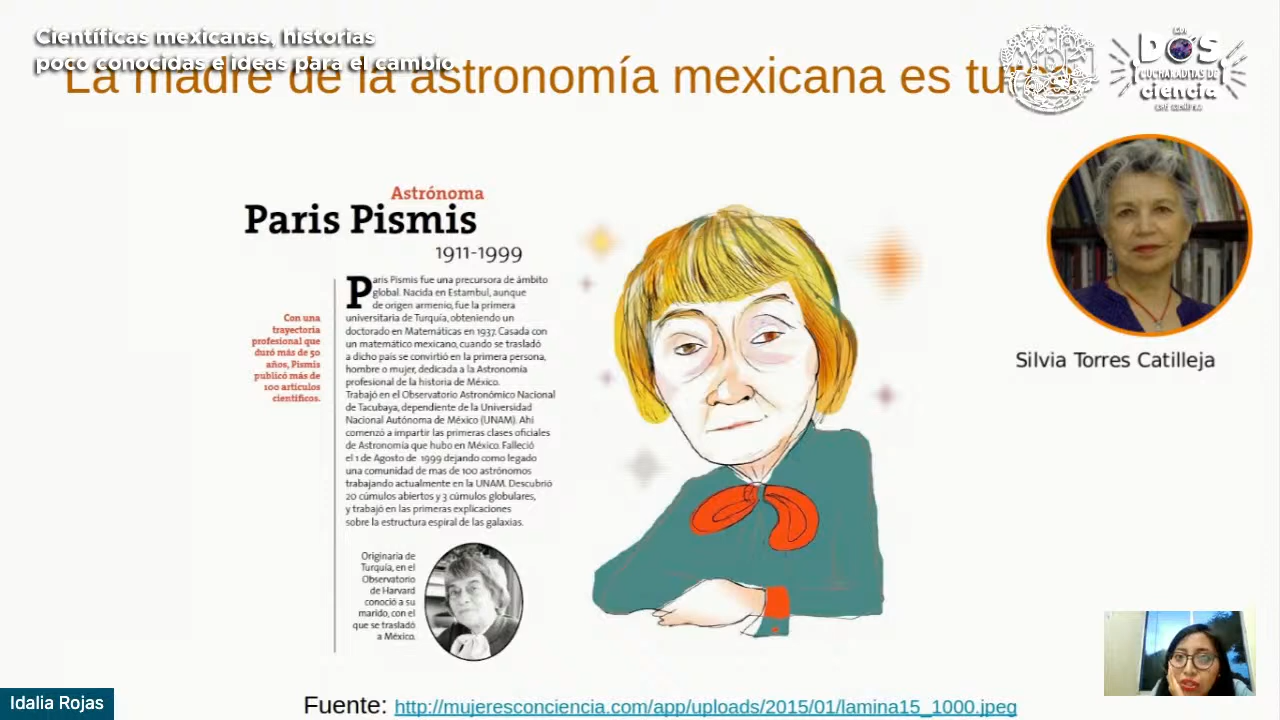 Científicas mexicanas, historias
poco conocidas e ideas para el cambio
La madre de la astronomía mexicana es
DOS
CUCHARADITAS DE
ciencia
Astrónoma
Paris Pismis
1911-1999
Paris Pismis fue una precursora de ámbito
global. Nacida en Estambul, aunque
de origen armenio, fue la primera
universitaria de Turquía, obteniendo un
doctorado en Matemáticas en 1937. Casada con
un matemático mexicano, cuando se trasladó
a dicho país se convirtió en la primera persona,
hombre o mujer, dedicada a la Astronomía
profesional de la historia de México.
Trabajó en el Observatorio Astronómico Nacional
de Tacubaya, dependiente de la Universidad
Nacional Autónoma de México (UNAM). Ahí
comenzó a impartir las primeras clases oficiales
de Astronomía que hubo en México. Falleció
el 1 de Agosto de 1999 dejando como legado
una comunidad de mas de 100 astrónomos
trabajando actualmente en la UNAM. Descubrió
20 cúmulos abiertos y 3 cúmulos globulares,
y trabajó en las primeras explicaciones
sobre la estructura espiral de las galaxias.
Con una
trayectoria
profesional que
duró más de 50
años, Pismis
publicó más de
100 artículos
científicos.
Originaria de
Turquía, en el
Observatorio
de Harvard
conoció a su
marido, con el
que se trasladó
a México.
Silvia Torres Catilleja
Idalia Rojas
Fuente: http://mujeresconciencia.com/app/uploads/2015/01/lamina15_1000.jpeg